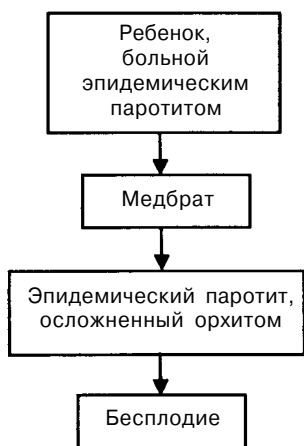 Ребенок,
больной
эпидемическим
паротитом
Медбрат
Эпидемический паротит,
осложненный орхитом
Бесплодие